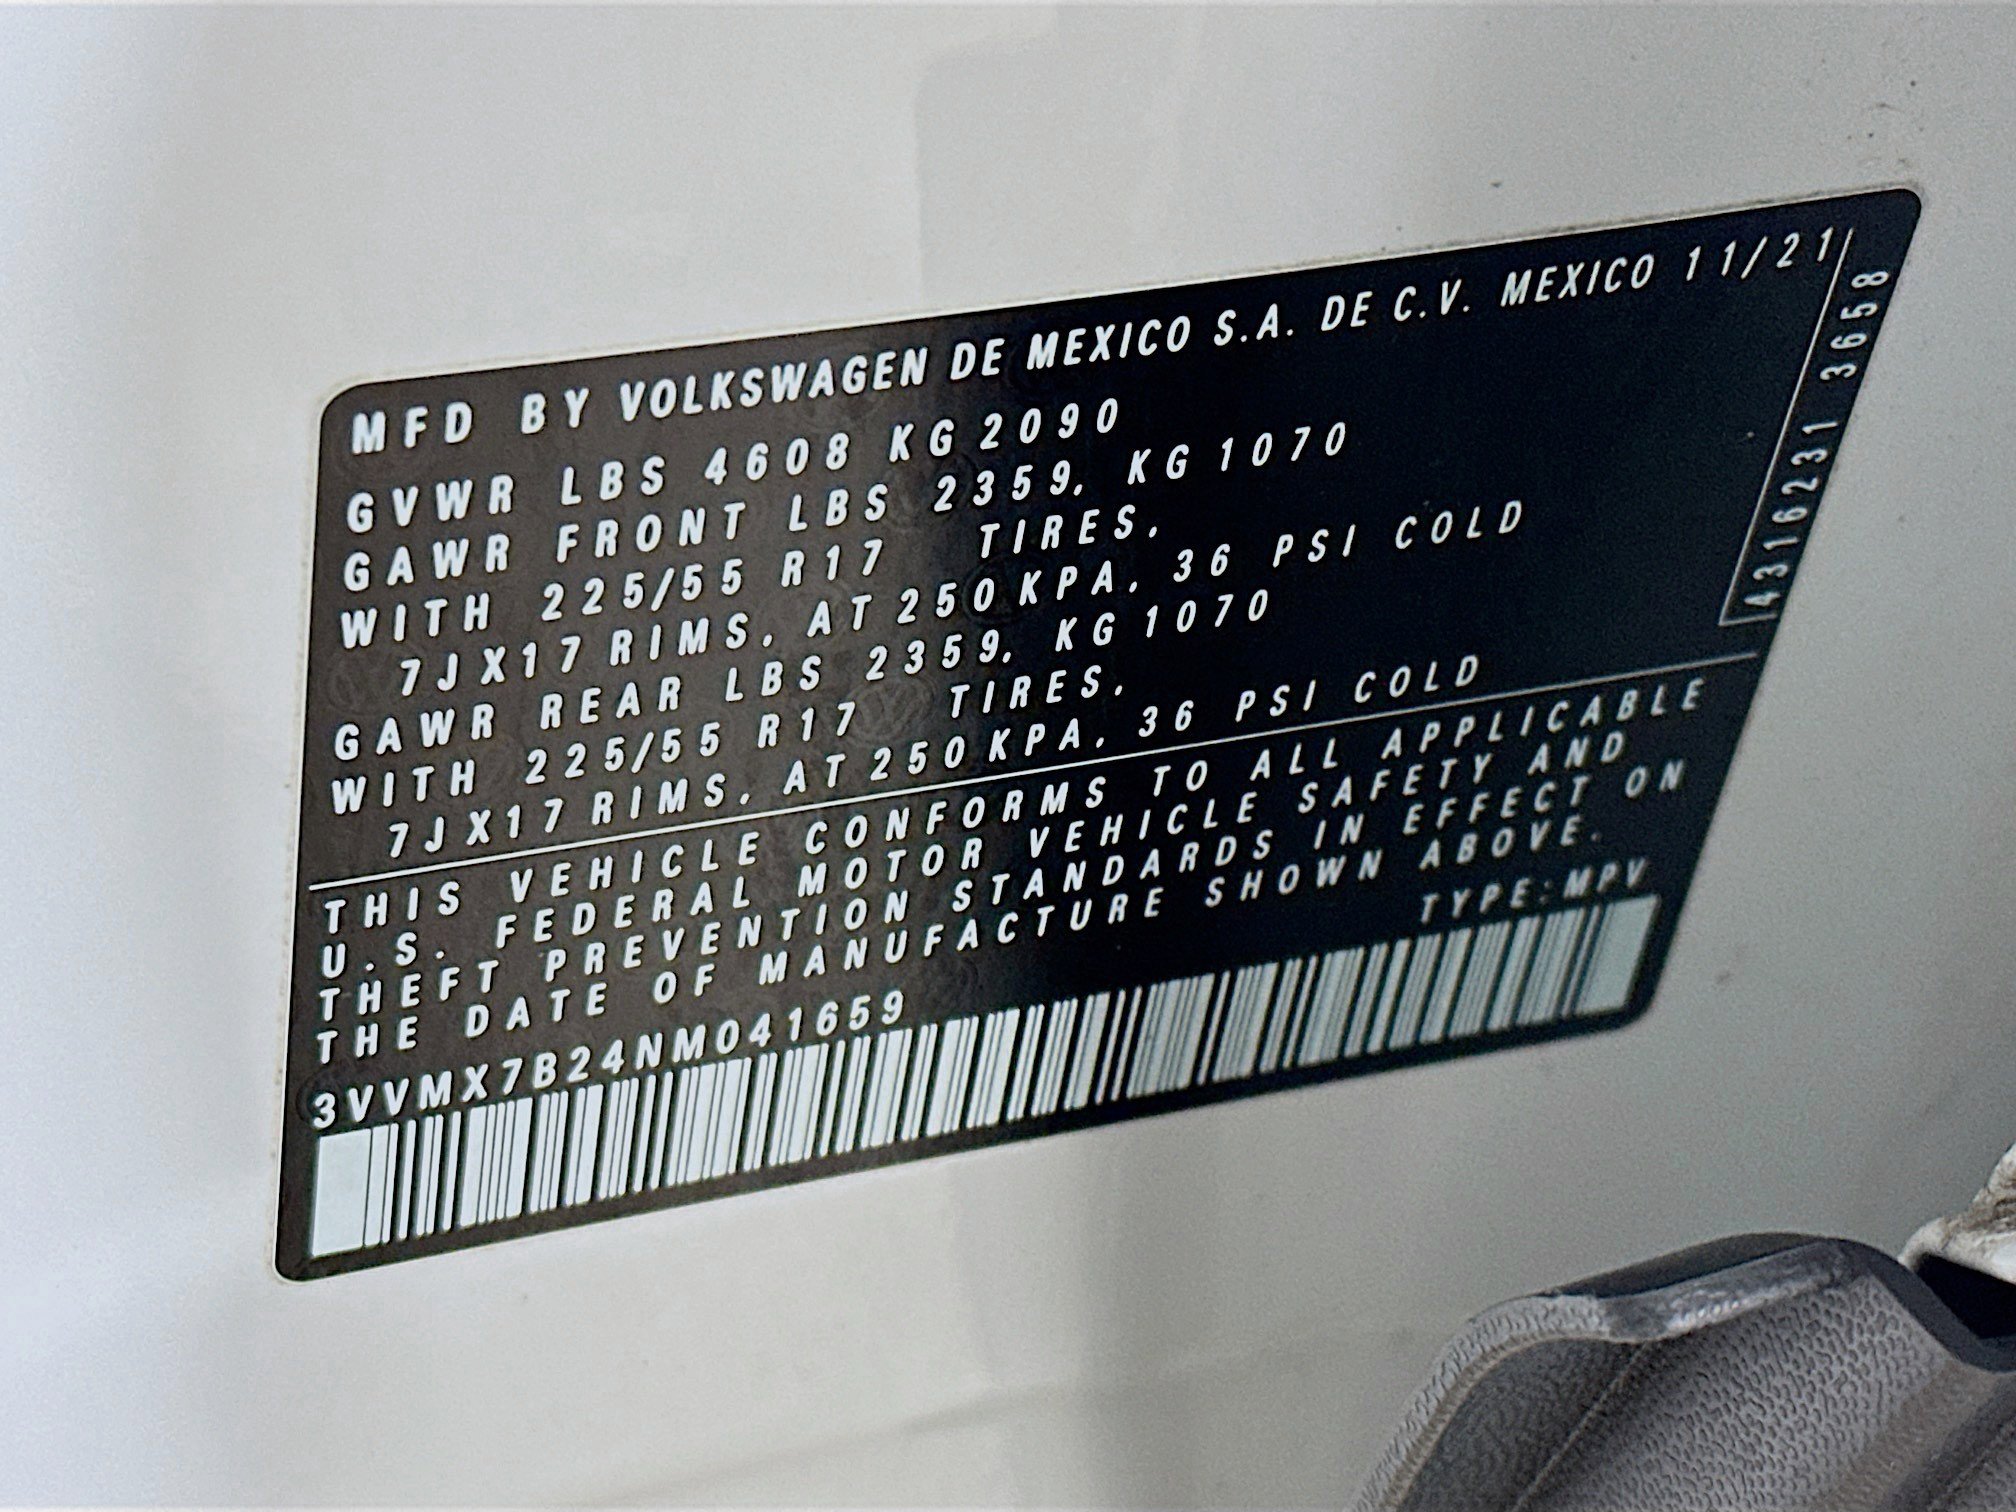 MFD BY VOLKSWAGEN DE MEXICO S.A. DE C.V. MEXICO 11/21
GVWR LBS 4608 KG 2090
GAWR FRONT LBS 2359. KG 1070
WITH 225/55 R17 TIRES.
7JX17 RIMS. AT 250 KPA. 36 PSI COLD
GAWR REAR LBS 2359. KG 1070
WITH 225/55 R17 TIRES.
7JX17 RIMS. AT 250 KPA. 36 PSI COLD
THIS VEHICLE CONFORMS TO ALL APPLICABLE
U.S. FEDERAL MOTOR VEHICLE SAFETY AND
THEFT PREVENTION STANDARDS IN EFFECT ON
THE DATE OF MANUFACTURE SHOWN ABOVE.
3VVMX7B24NM041659 TYPE: MPV
4316231 3658